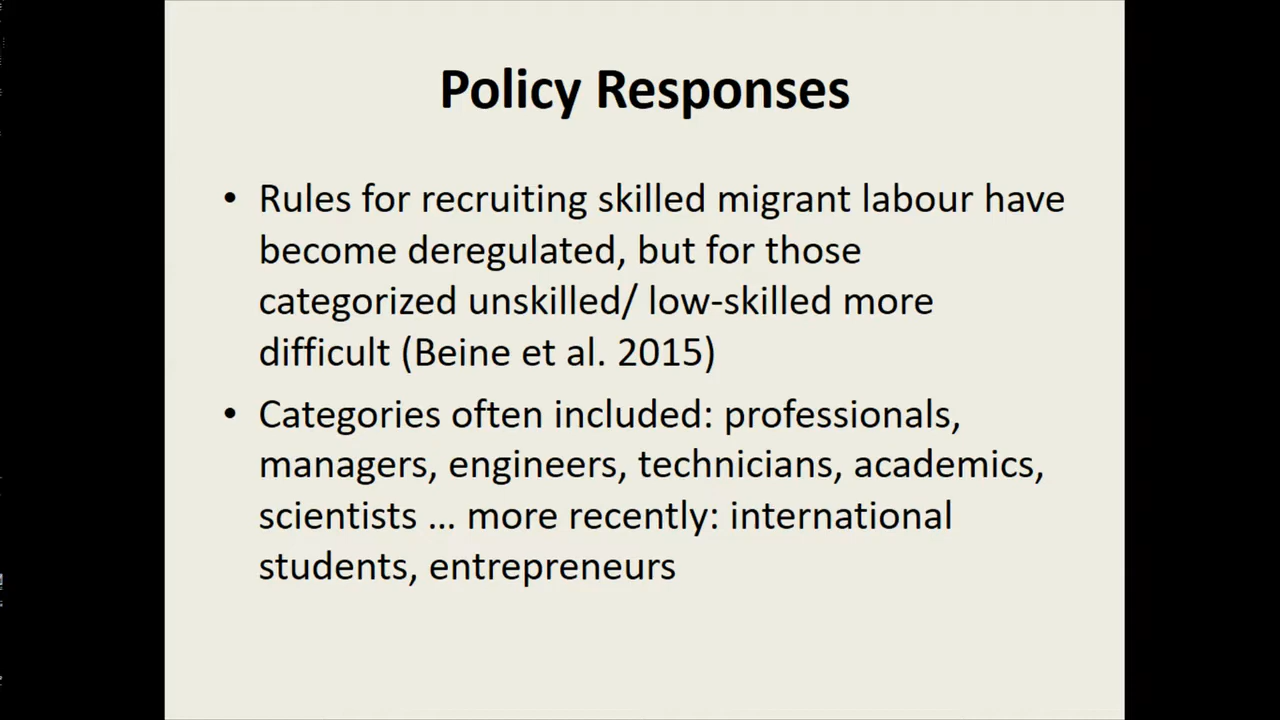 Policy Responses
• Rules for recruiting skilled migrant labour have
become deregulated, but for those
categorized unskilled/ low-skilled more
difficult (Beine et al. 2015)
• Categories often included: professionals,
managers, engineers, technicians, academics,
scientists … more recently: international
students, entrepreneurs